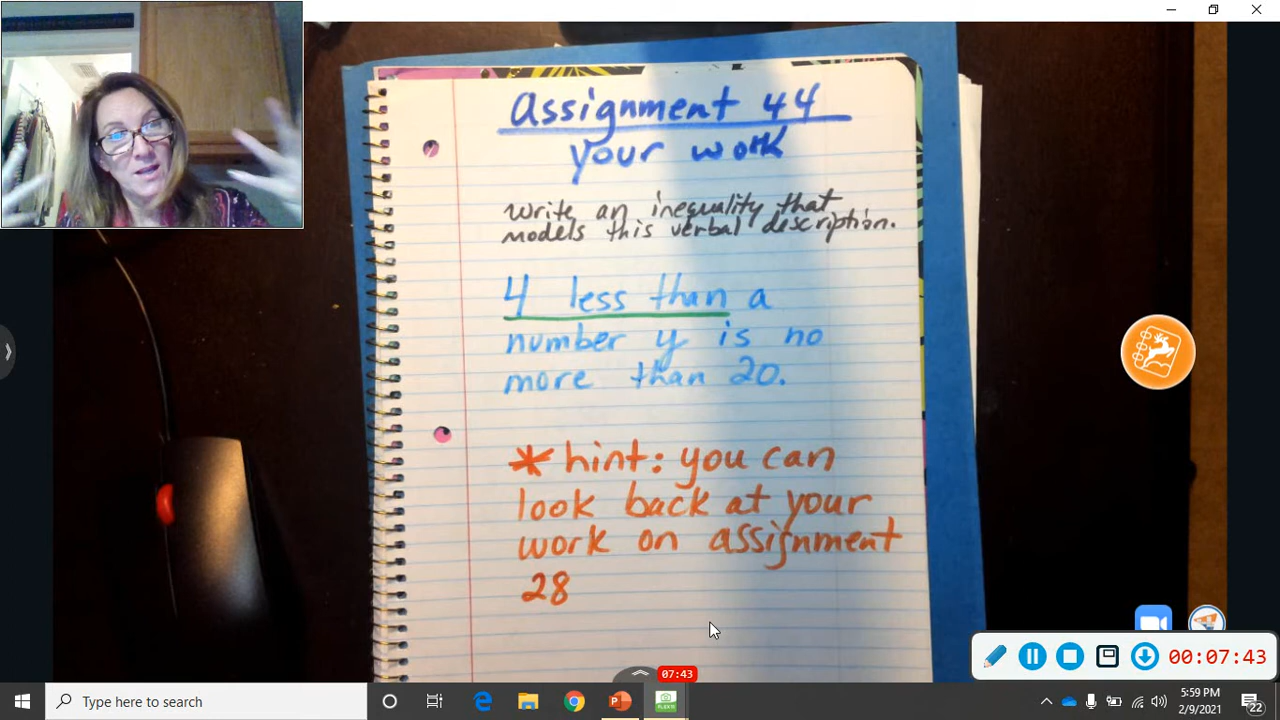 Assignment 44
your work
Write an inequality that
models this verbal description.
4 less than a
number y is no
more than 20.
* hint: you can
look back at your
work on assignment
28
00:07:43
07:43
Type here to search
5:59 PM
2/9/2021
22